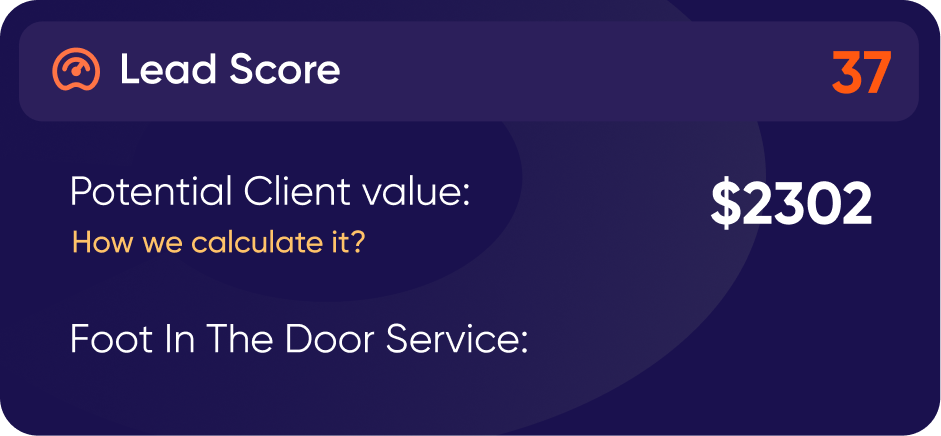 Lead Score 37
Potential Client value: $2302
How we calculate it?
Foot In The Door Service: